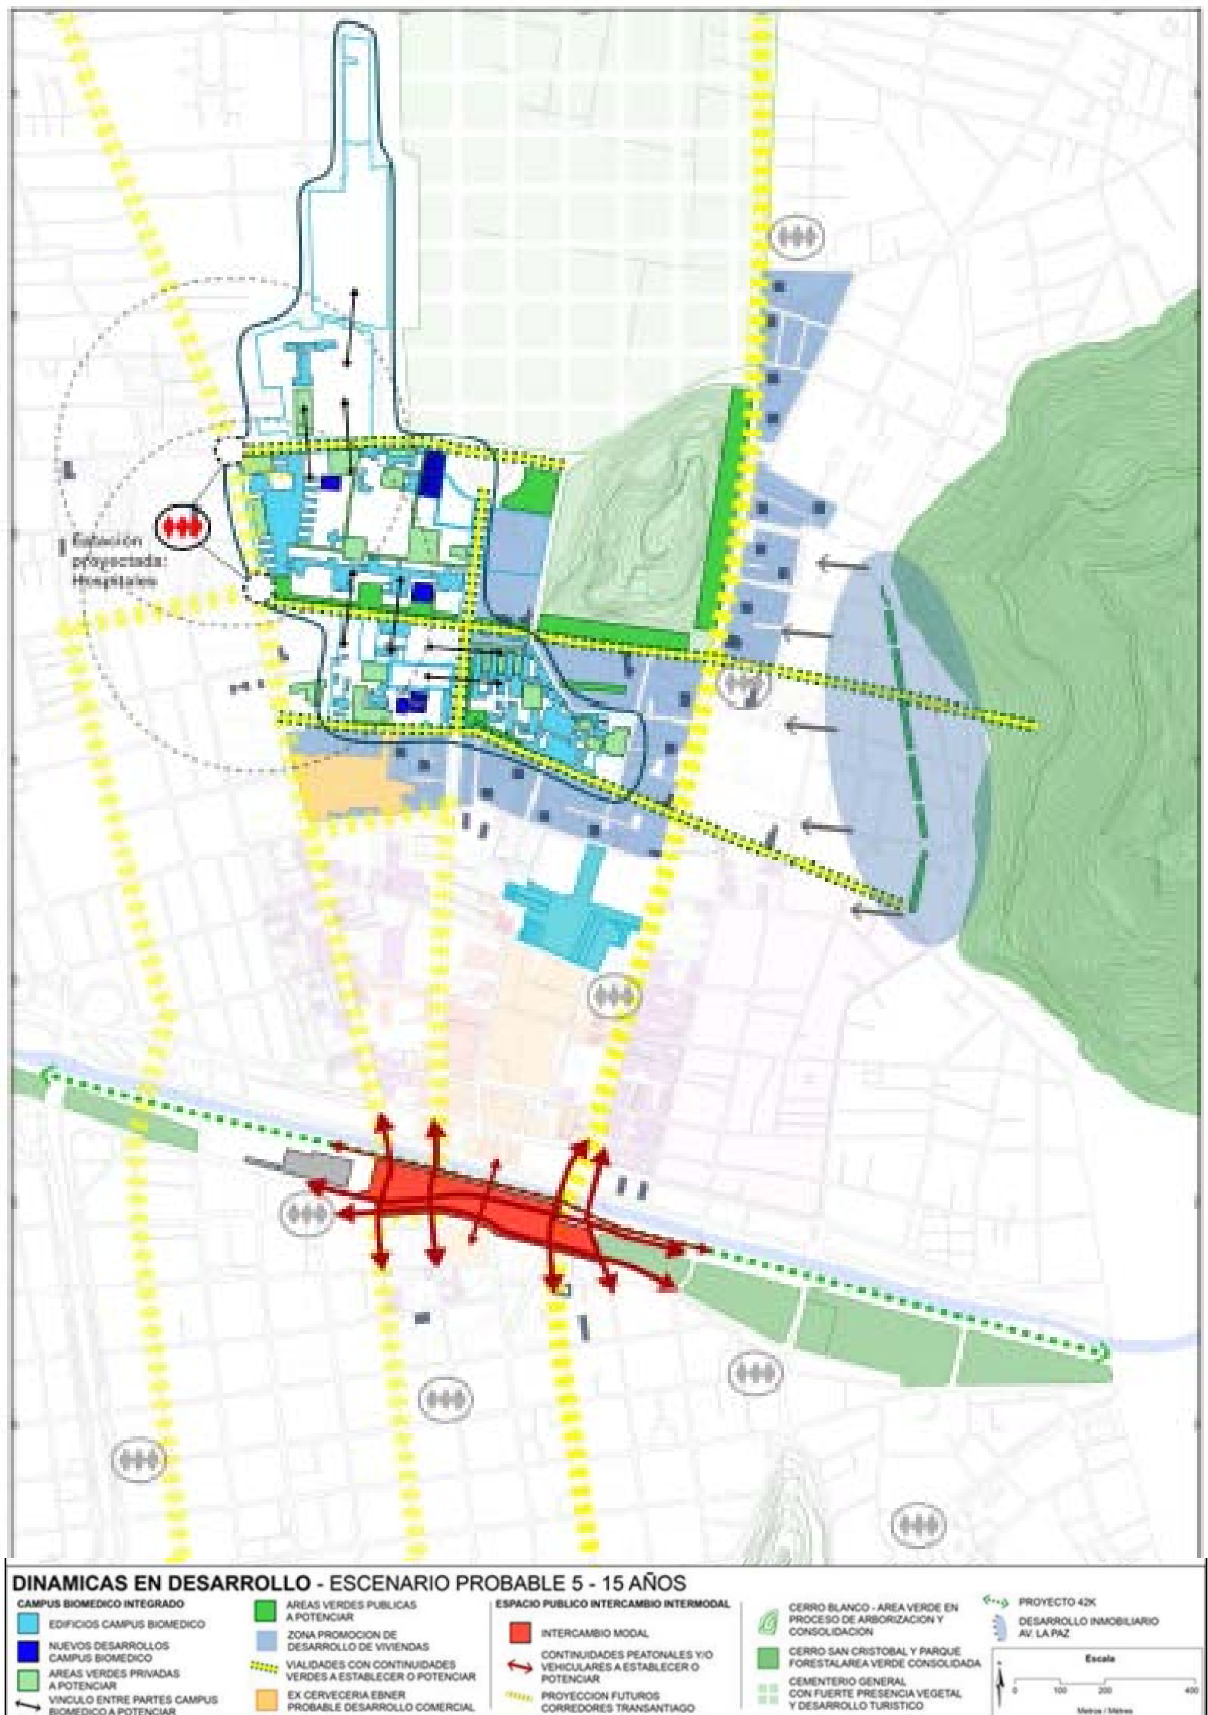 Estación
proyectada:
Hospitales
DINAMICAS EN DESARROLLO - ESCENARIO PROBABLE 5 - 15 AÑOS
CAMPUS BIOMEDICO INTEGRADO
EDIFICIOS CAMPUS BIOMEDICO
NUEVOS DESARROLLOS
CAMPUS BIOMEDICO
AREAS VERDES PRIVADAS
A POTENCIAR
VINCULO ENTRE PARTES CAMPUS
BIOMEDICO A POTENCIAR
AREAS VERDES PUBLICAS
A POTENCIAR
ZONA PROMOCION DE
DESARROLLO DE VIVIENDAS
VIALIDADES CON CONTINUIDADES
VERDES A ESTABLECER O POTENCIAR
EX CERVECERIA EBNER
PROBABLE DESARROLLO COMERCIAL
ESPACIO PUBLICO INTERCAMBIO INTERMODAL
INTERCAMBIO MODAL
CONTINUIDADES PEATONALES Y/O
VEHICULARES A ESTABLECER O
POTENCIAR
PROYECCION FUTUROS
CORREDORES TRANSANTIAGO
CERRO BLANCO - AREA VERDE EN
PROCESO DE ARBORIZACION Y
CONSOLIDACION
CERRO SAN CRISTOBAL Y PARQUE
FORESTALAREA VERDE CONSOLIDADA
CEMENTERIO GENERAL
CON FUERTE PRESENCIA VEGETAL
Y DESARROLLO TURISTICO
PROYECTO 42K
DESARROLLO INMOBILIARIO
AV. LA PAZ
Escala
0 100 200 400
Metros / Mètres